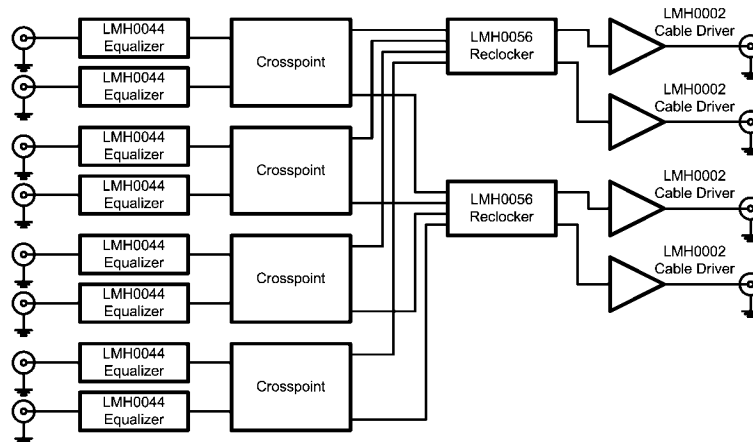 LMH0044
Equalizer
LMH0044
Equalizer
Crosspoint
LMH0044
Equalizer
LMH0044
Equalizer
Crosspoint
LMH0044
Equalizer
LMH0044
Equalizer
Crosspoint
LMH0044
Equalizer
LMH0044
Equalizer
Crosspoint
LMH0056
Reclocker
LMH0056
Reclocker
LMH0002
Cable Driver
LMH0002
Cable Driver
LMH0002
Cable Driver
LMH0002
Cable Driver